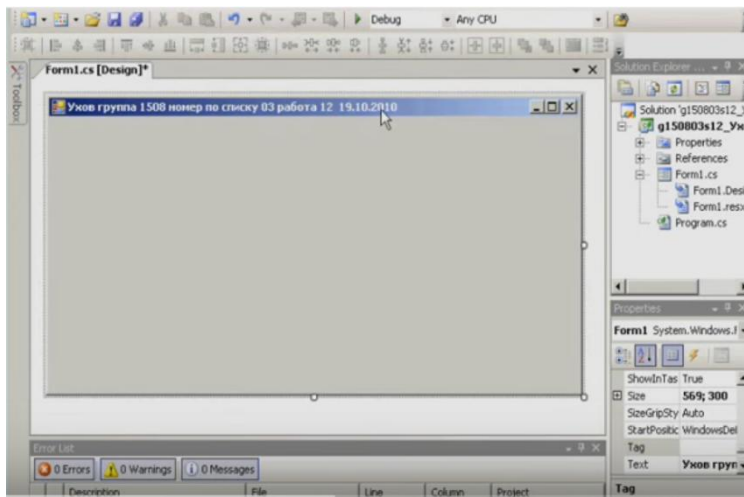 Debug
Any CPU
Form1.cs [Design]*
Toolbox
Ухов группа 1508 номер по списку 03 работа 12 19.10.2010
Solution Explorer ...
Solution 'g150803s12_
g150803s12_Ух
Properties
References
Form1.cs
Form1.Desi
Form1.res
Program.cs
Properties
Form1 System.Windows.F
ShowInTas True
Size 569; 300
SizeGripSty Auto
StartPositic WindowsDef
Tag
Text Ухов груп
Tag
Error List
0 Errors
0 Warnings
0 Messages
Description File Line Column Project